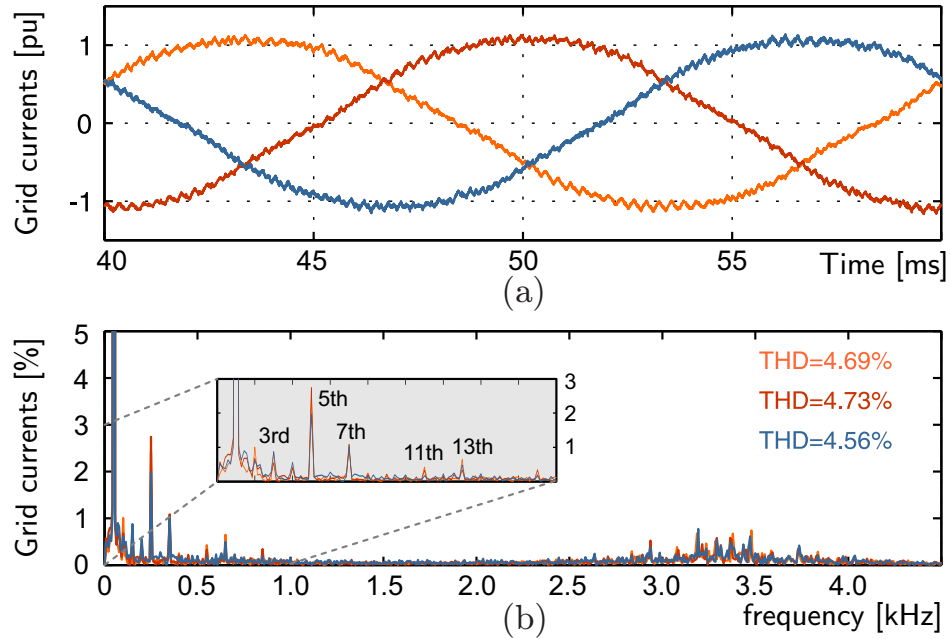 Grid currents [pu]
1
0
-1
40 45 50 55 Time [ms]
(a)
Grid currents [%]
5
4
3
2
1
0
THD=4.69%
THD=4.73%
THD=4.56%
3
2
1
3rd
5th
7th
11th
13th
0 0.5 1.0 1.5 2.0 2.5 3.0 3.5 4.0
frequency [kHz]
(b)